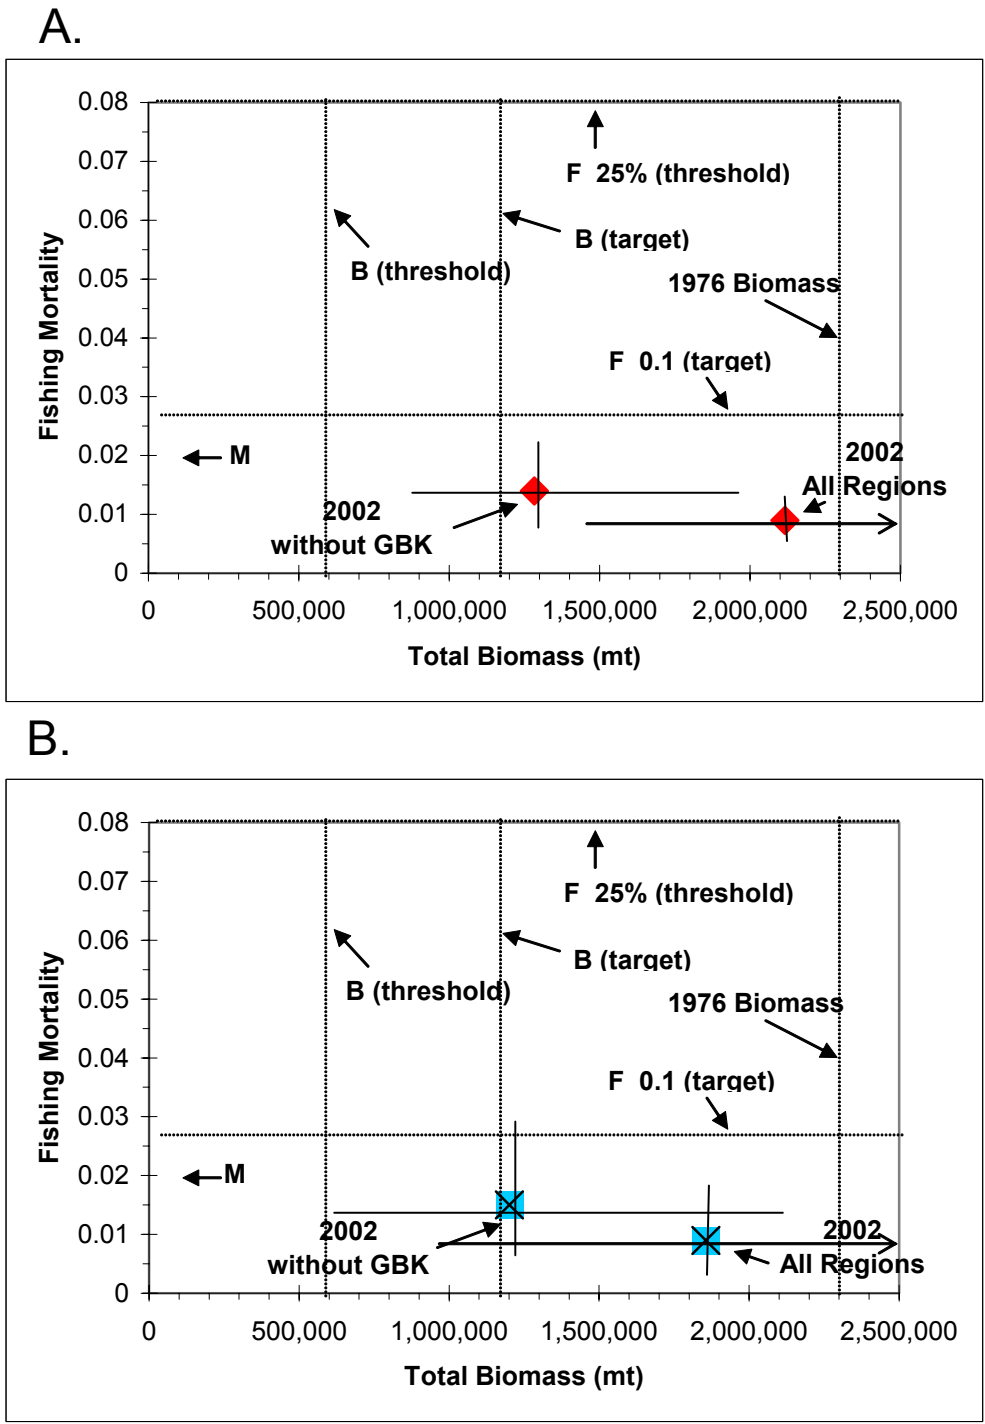 A.
0.08
0.07
F 25% (threshold)
0.06
B (target)
B (threshold)
0.05
1976 Biomass
0.04
F 0.1 (target)
0.03
0.02
M
2002
All Regions
2002
0.01
without GBK
0
0 500,000 1,000,000 1,500,000 2,000,000 2,500,000
Total Biomass (mt)
Fishing Mortality
B.
0.08
0.07
F 25% (threshold)
0.06
B (target)
B (threshold)
0.05
1976 Biomass
0.04
F 0.1 (target)
0.03
0.02
M
2002
2002
0.01
without GBK
All Regions
0
0 500,000 1,000,000 1,500,000 2,000,000 2,500,000
Total Biomass (mt)
Fishing Mortality